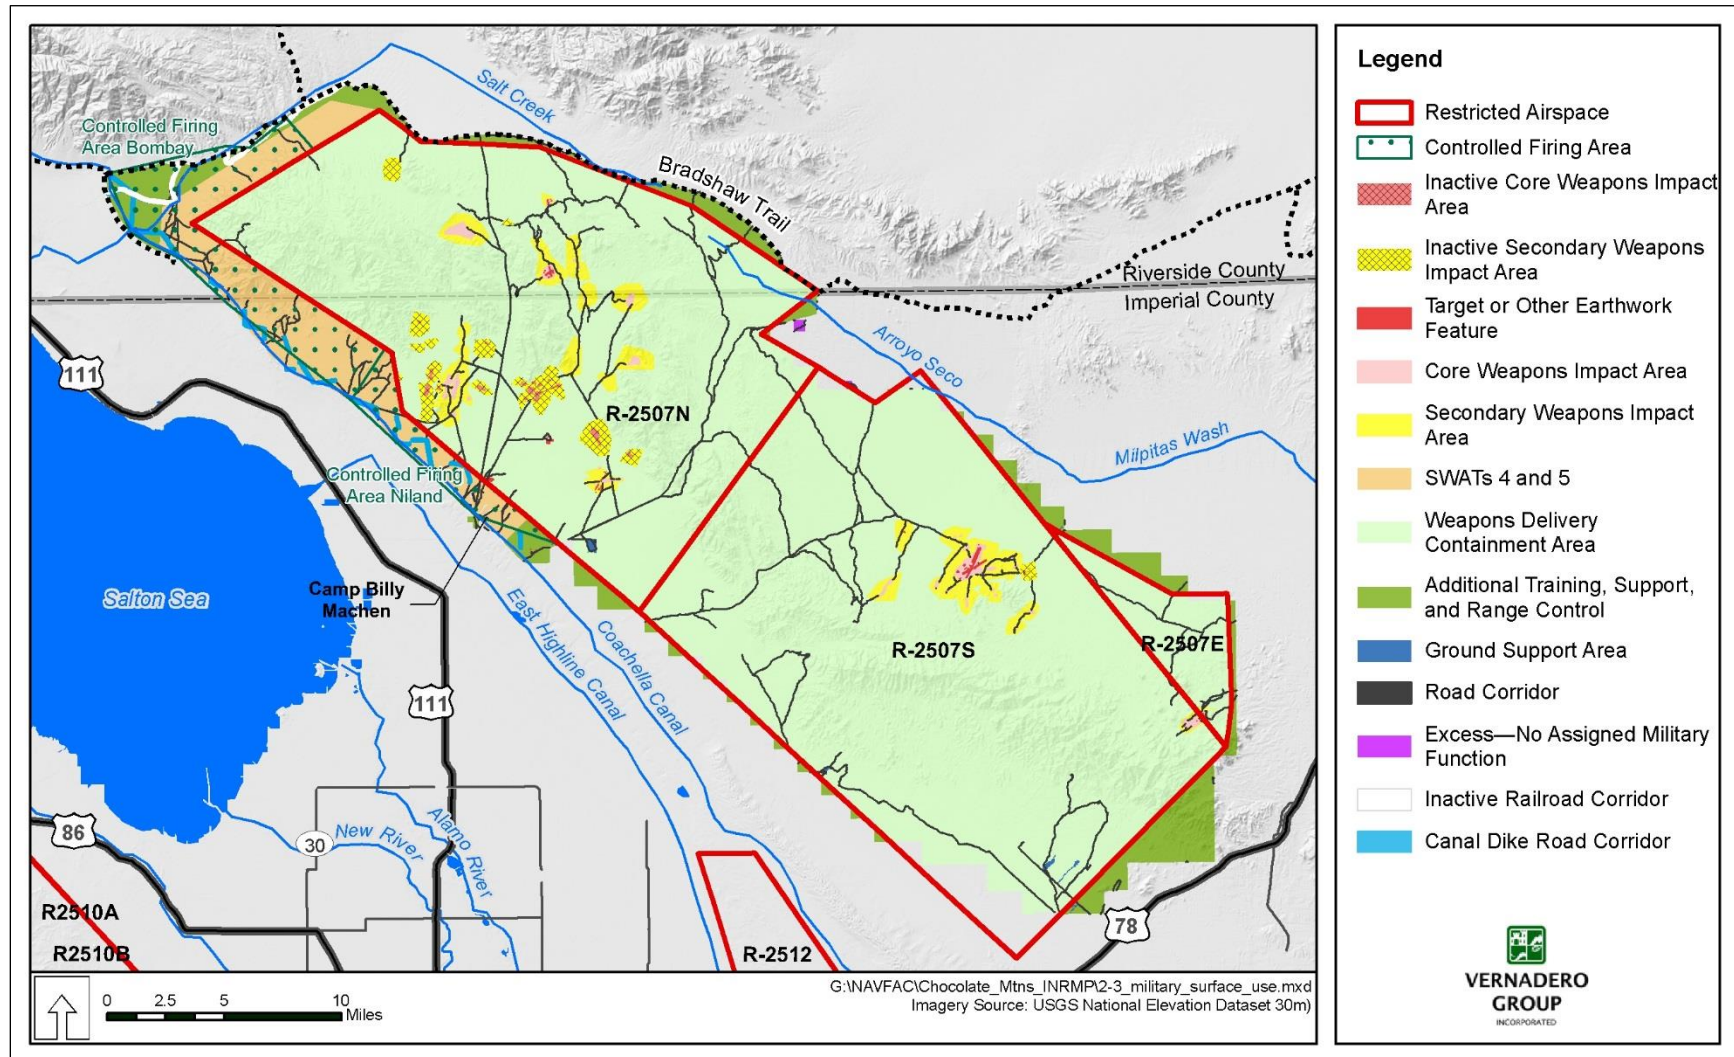 Salt Creek
Controlled Firing
Area Bombay
Bradshaw Trail
Riverside County
Imperial County
111
Arroyo Seco
R-2507N
Milpitas Wash
Controlled Firing
Area Niland
Camp Billy
Machen
Salton Sea
East Highline Canal
Coachella Canal
R-2507S
R-2507E
111
86
30
New River
Alamo River
R2510A
R2510B
R-2512
78
0 2.5 5 10
Miles
G:\NAVFAC\Chocolate_Mtns_INRMP\2-3_military_surface_use.mxd
Imagery Source: USGS National Elevation Dataset 30m)
Legend
Restricted Airspace
Controlled Firing Area
Inactive Core Weapons Impact
Area
Inactive Secondary Weapons
Impact Area
Target or Other Earthwork
Feature
Core Weapons Impact Area
Secondary Weapons Impact
Area
SWATs 4 and 5
Weapons Delivery
Containment Area
Additional Training, Support,
and Range Control
Ground Support Area
Road Corridor
Excess—No Assigned Military
Function
Inactive Railroad Corridor
Canal Dike Road Corridor
VERNADERO
GROUP
INCORPORATED